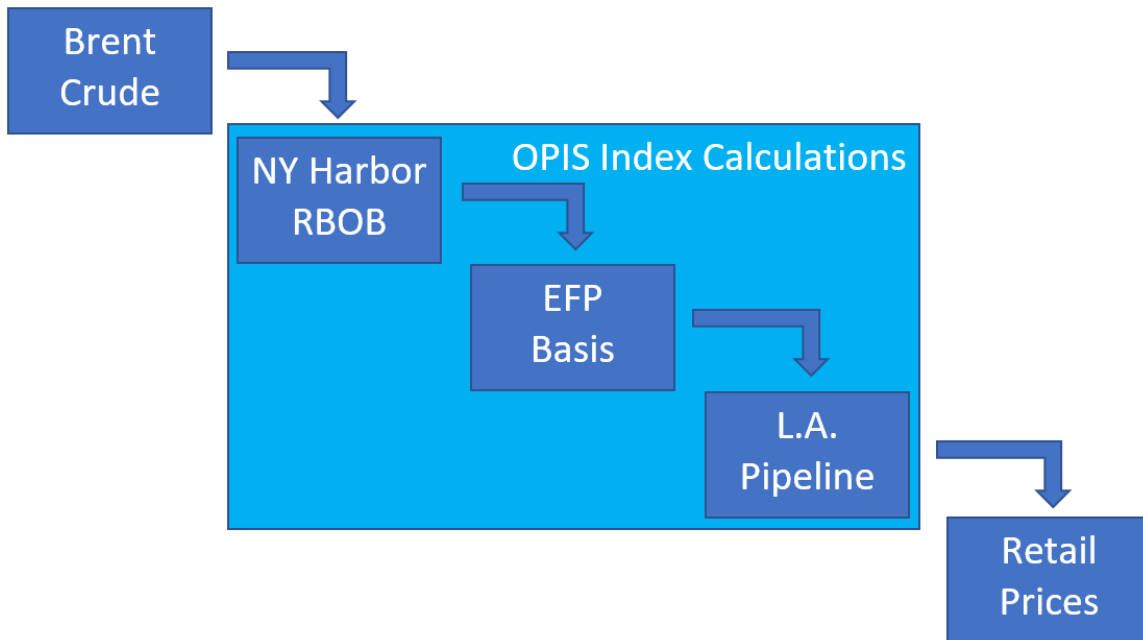 Brent
Crude
OPIS Index Calculations
NY Harbor
RBOB
EFP
Basis
L.A.
Pipeline
Retail
Prices